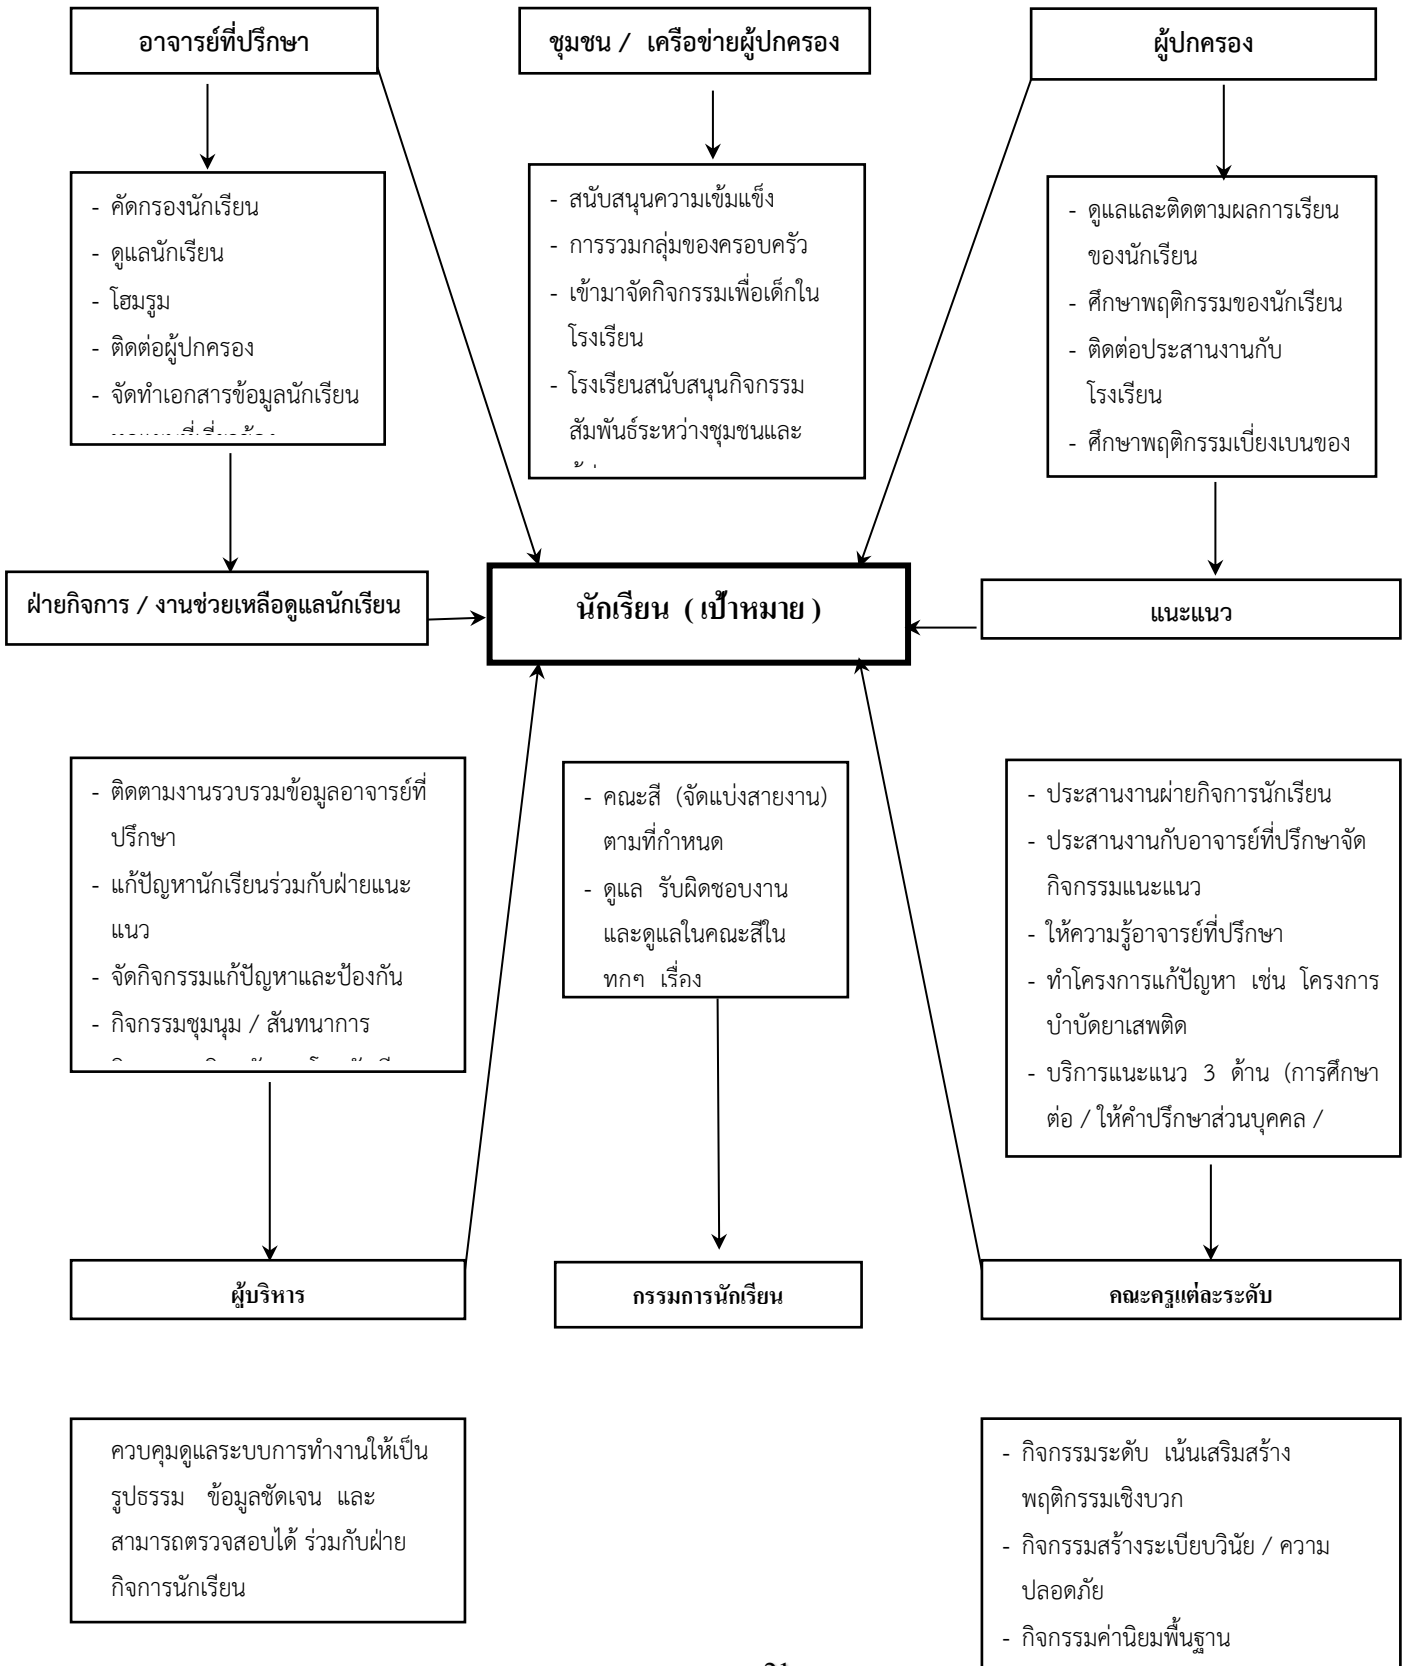 อาจารย์ที่ปรึกษา
ชุมชน / เครือข่ายผู้ปกครอง
ผู้ปกครอง
- คัดกรองนักเรียน
- ดูแลนักเรียน
- โฮมรูม
- ติดต่อผู้ปกครอง
- จัดทำเอกสารข้อมูลนักเรียน
- สนับสนุนความเข้มแข็ง
- การรวมกลุ่มของครอบครัว
- เข้ามาจัดกิจกรรมเพื่อเด็กใน
โรงเรียน
- โรงเรียนสนับสนุนกิจกรรม
สัมพันธ์ระหว่างชุมชนและ
- ดูแลและติดตามผลการเรียน
ของนักเรียน
- ศึกษาพฤติกรรมของนักเรียน
- ติดต่อประสานงานกับ
โรงเรียน
- ศึกษาพฤติกรรมเบี่ยงเบนของ
ฝ่ายกิจการ / งานช่วยเหลือดูแลนักเรียน
นักเรียน ( เป้าหมาย )
แนะแนว
- ติดตามงานรวบรวมข้อมูลอาจารย์ที่
ปรึกษา
- แก้ปัญหานักเรียนร่วมกับฝ่ายแนะ
แนว
- จัดกิจกรรมแก้ปัญหาและป้องกัน
- กิจกรรมชุมนุม / สันทนาการ
- คณะสี (จัดแบ่งสายงาน)
ตามที่กำหนด
- ดูแล รับผิดชอบงาน
และดูแลในคณะสีใน
ทกๆ เรื่อง
- ประสานงานผ่ายกิจการนักเรียน
- ประสานงานกับอาจารย์ที่ปรึกษาจัด
กิจกรรมแนะแนว
- ให้ความรู้อาจารย์ที่ปรึกษา
- ทำโครงการแก้ปัญหา เช่น โครงการ
บำบัดยาเสพติด
- บริการแนะแนว 3 ด้าน (การศึกษา
ต่อ / ให้คำปรึกษาส่วนบุคคล /
ผู้บริหาร
กรรมการนักเรียน
คณะครูแต่ละระดับ
ควบคุมดูแลระบบการทำงานให้เป็น
รูปธรรม ข้อมูลชัดเจน และ
สามารถตรวจสอบได้ ร่วมกับฝ่าย
กิจการนักเรียน
- กิจกรรมระดับ เน้นเสริมสร้าง
พฤติกรรมเชิงบวก
- กิจกรรมสร้างระเบียบวินัย / ความ
ปลอดภัย
- กิจกรรมค่านิยมพื้นฐาน